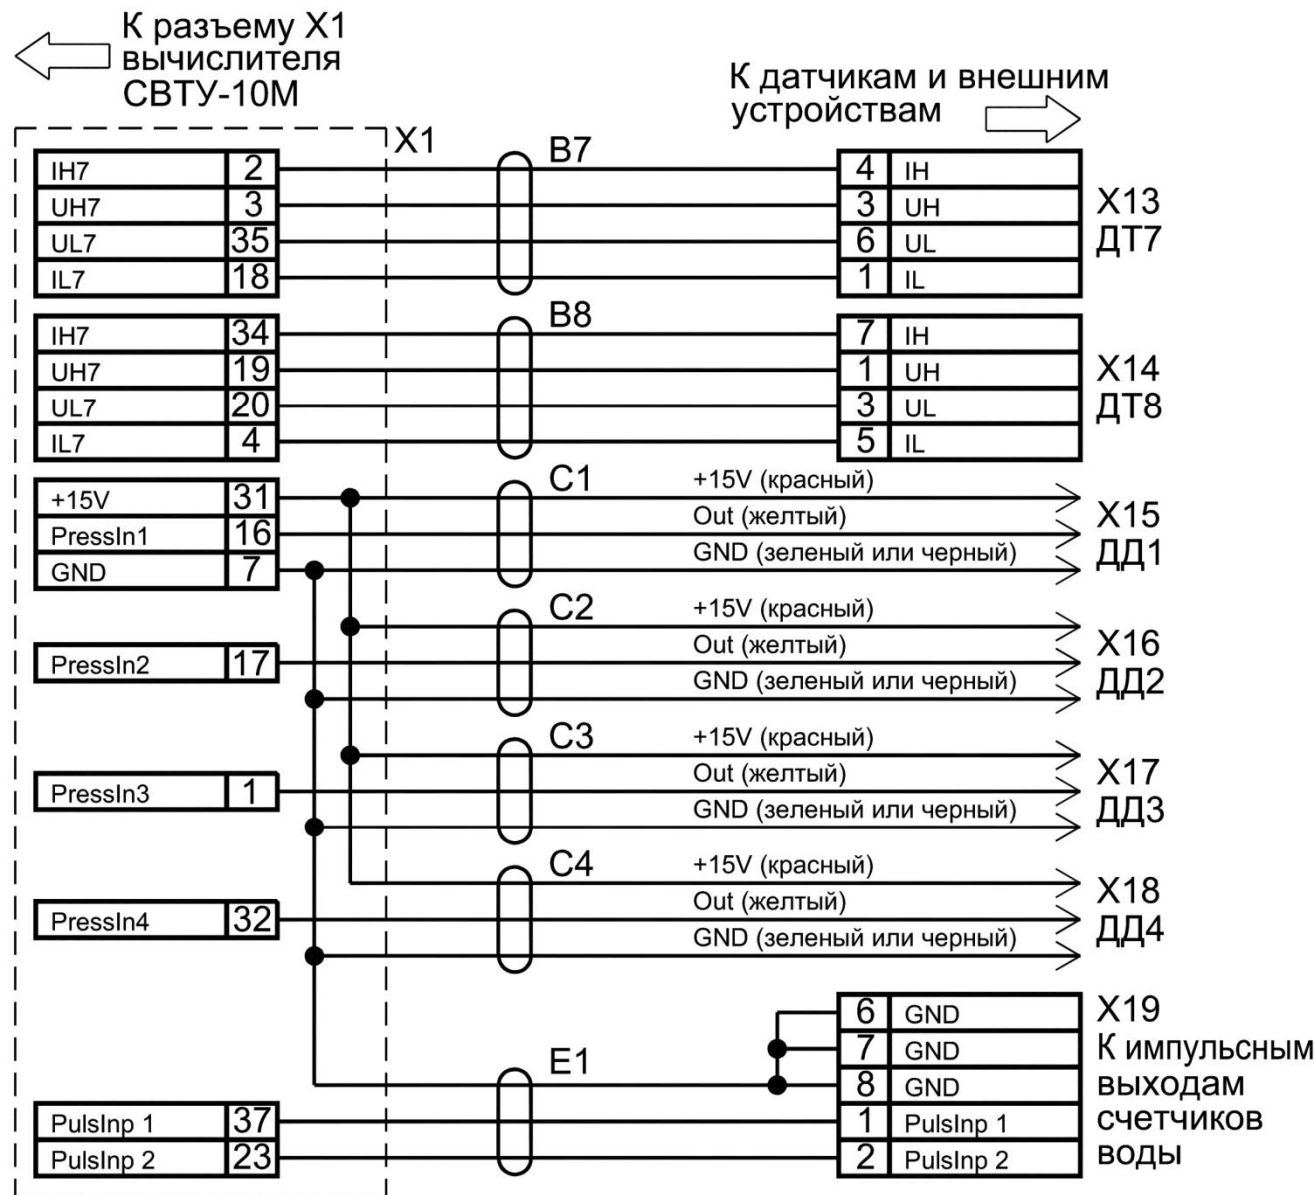 К разъему X1
вычислителя
СВТУ-10М
К датчикам и внешним
устройствам
X1
IH7 2 B7 4 IH
UH7 3 3 UH X13
UL7 35 6 UL ДТ7
IL7 18 1 IL
IH7 34 B8 7 IH
UH7 19 1 UH X14
UL7 20 3 UL ДТ8
IL7 4 5 IL
+15V 31 C1 +15V (красный)
PressIn1 16 Out (желтый) X15
GND 7 GND (зеленый или черный) ДД1
C2 +15V (красный)
PressIn2 17 Out (желтый) X16
GND (зеленый или черный) ДД2
C3 +15V (красный)
PressIn3 1 Out (желтый) X17
GND (зеленый или черный) ДД3
C4 +15V (красный)
PressIn4 32 Out (желтый) X18
GND (зеленый или черный) ДД4
6 GND X19
7 GND К импульсным
E1 8 GND выходам
PulsInp 1 37 1 PulsInp 1 счетчиков
PulsInp 2 23 2 PulsInp 2 воды